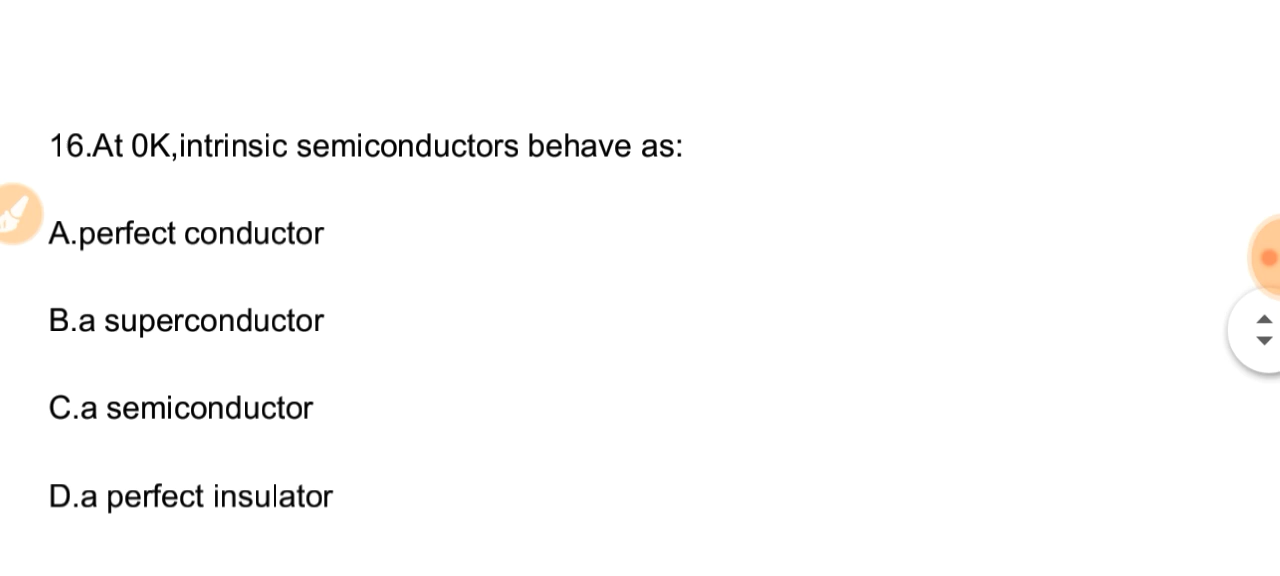 16.At 0K,intrinsic semiconductors behave as:
A.perfect conductor
B.a superconductor
C.a semiconductor
D.a perfect insulator